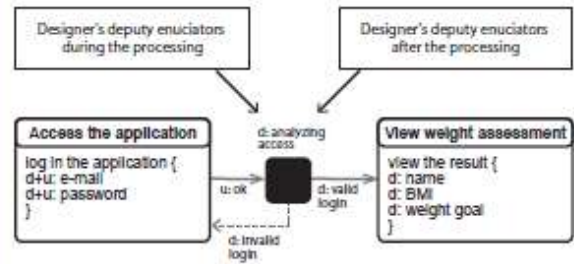 Designer's deputy enuciators
during the processing
Designer's deputy enuciators
after the processing
Access the application
log in the application {
d+u: e-mail
d+u: password
}
d: analyzing
access
u: ok
d: valid
login
d: invalid
login
View weight assessment
view the result {
d: name
d: BMI
d: weight goal
}